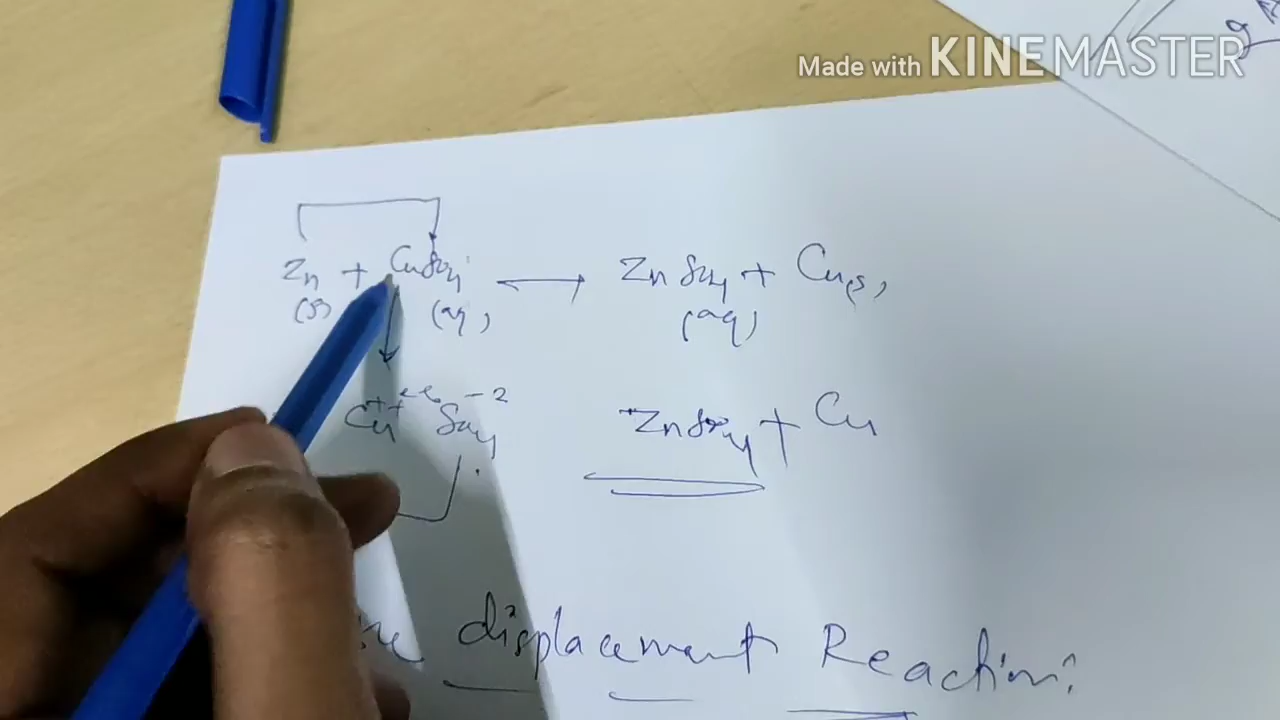 Made with KINEMASTER
Zn + CuSO4 → ZnSO4 + Cu(s)
(s) (aq) (aq)
Cu++ SO4-2 ZnSO4 + Cu
displacement Reaction: